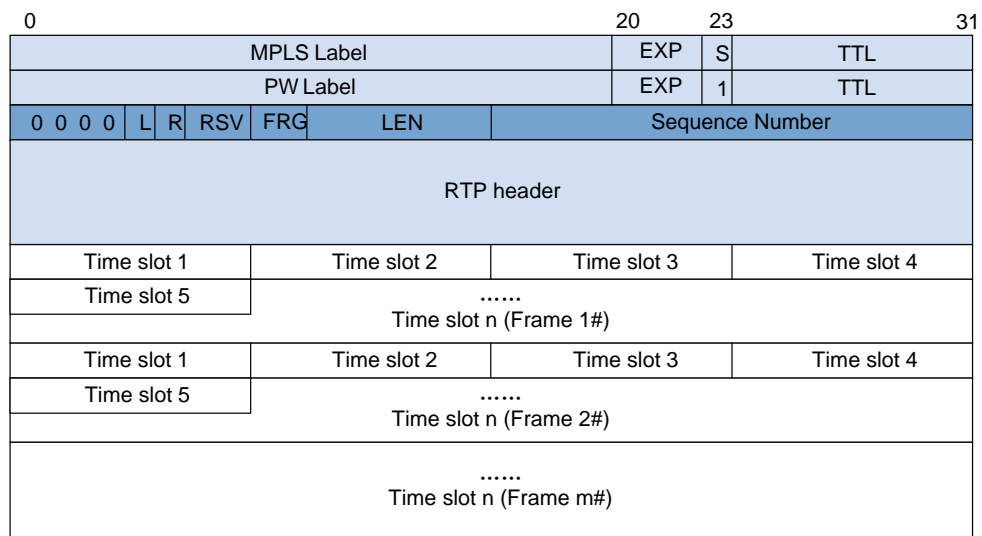 0 20 23 31
MPLS Label EXP S TTL
PW Label EXP 1 TTL
0 0 0 0 L R RSV FRG LEN Sequence Number
RTP header
Time slot 1 Time slot 2 Time slot 3 Time slot 4
Time slot 5 ......
Time slot n (Frame 1#)
Time slot 1 Time slot 2 Time slot 3 Time slot 4
Time slot 5 ......
Time slot n (Frame 2#)
......
Time slot n (Frame m#)